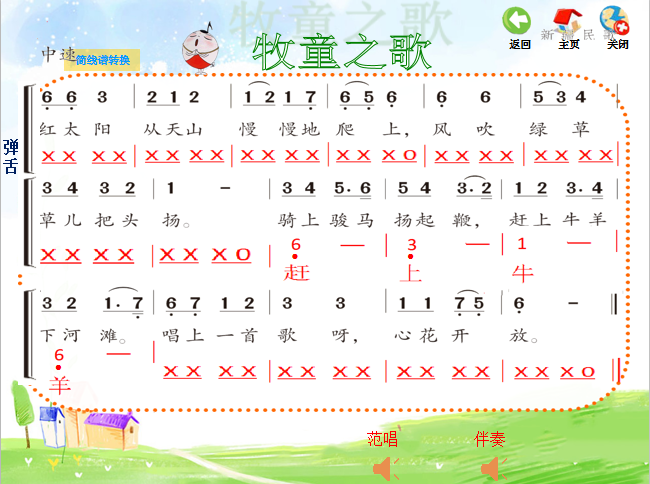 牧童之歌
牧童之歌
中速
简线谱转换
新疆民歌
返回 主页 关闭
6 6 3 | 2 1 2 | 1 2 1 7 | 6 5 6 | 6 6 | 5 3 4 |
红太阳 从天山 慢慢地爬上，风吹绿草
弹舌
X X X X | X X X X | X X X X | X X X O | X X X X | X X X X |
3 4 3 2 | 1 - | 3 4 5. 6 | 5 4 3. 2 | 1 2 3. 4 |
草儿把头扬。 骑上骏马扬起鞭，赶上牛羊
X X X X | X X X O | 6 — | 3 — | 1 —
赶 上 牛
3 2 1. 7 | 6 7 1 2 | 3 3 | 1 1 7 5 | 6 - ‖
下河滩。唱上一首歌呀，心花开放。
6 — | X X X X | X X X X | X X X X | X X X O ‖
羊
范唱 伴奏